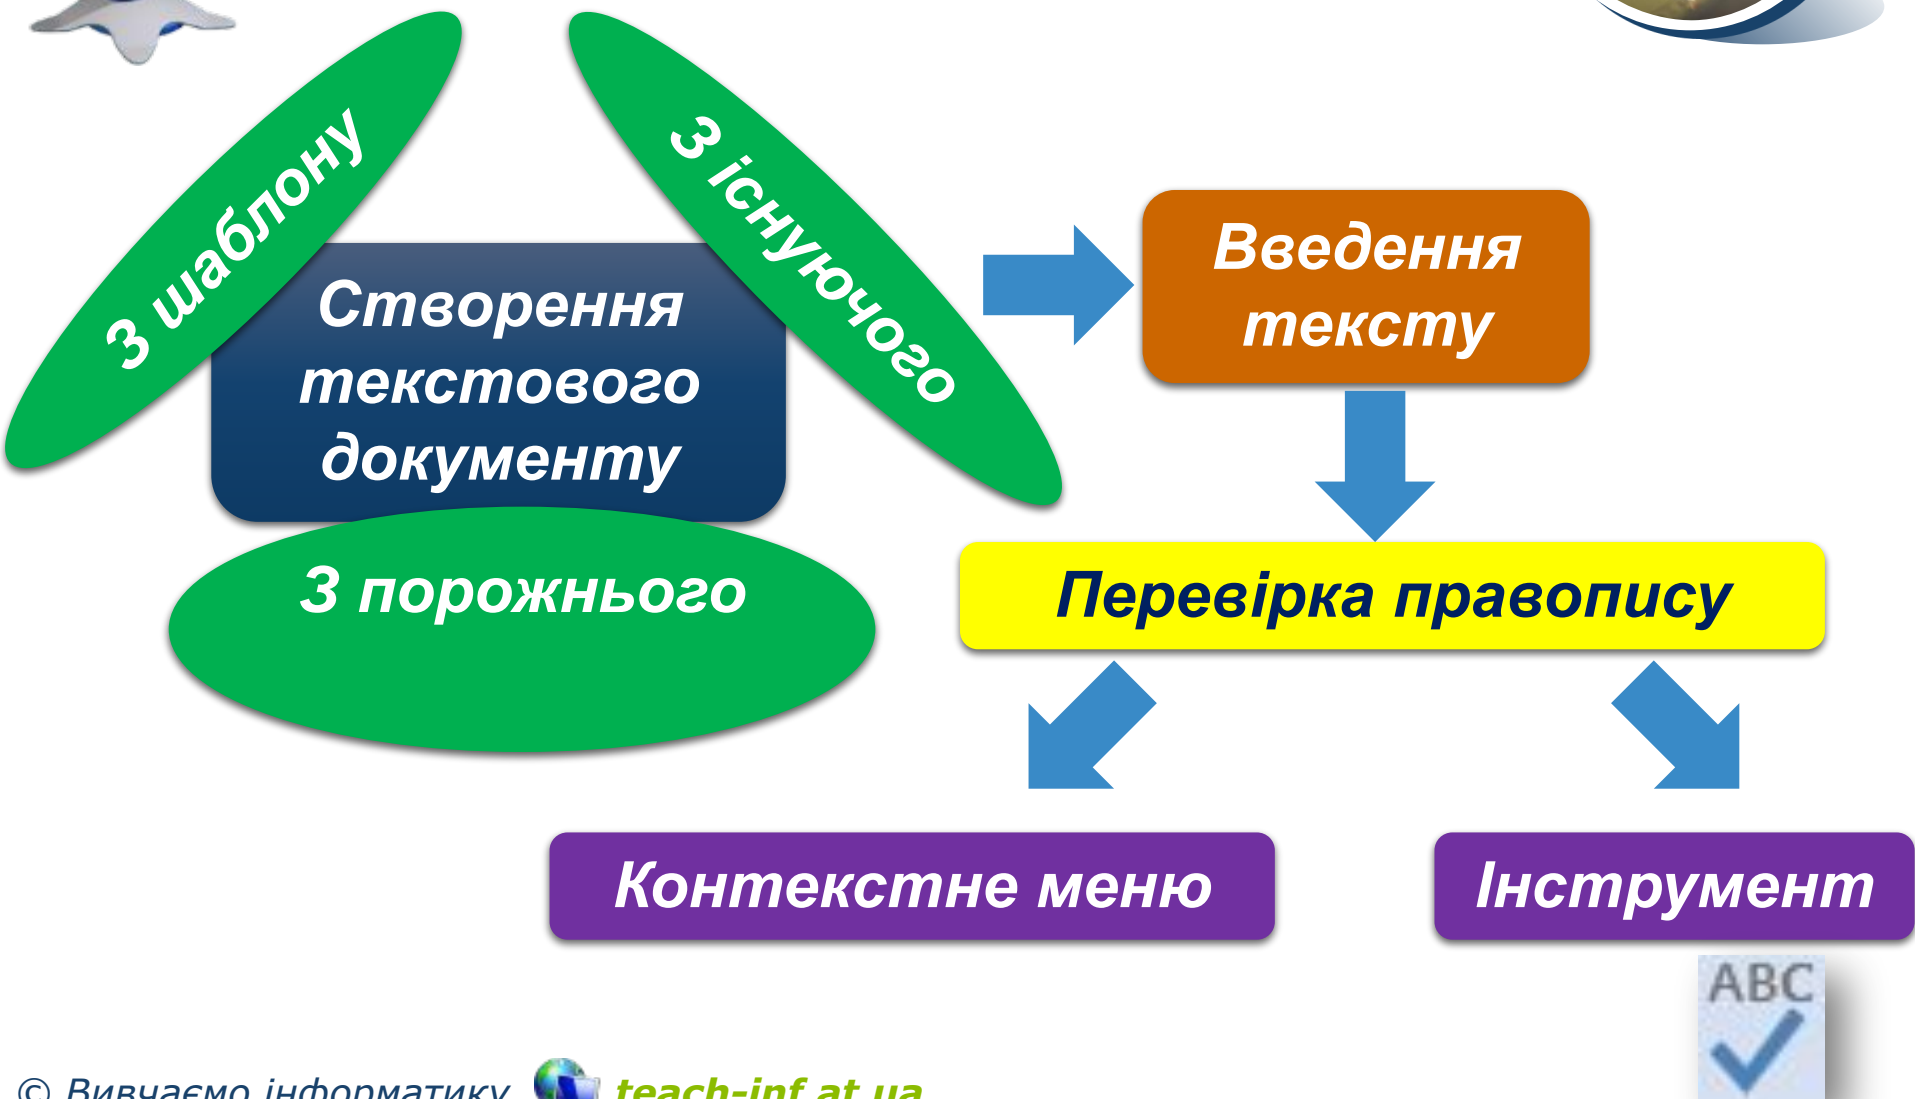 З шаблону
З існуючого
Створення
текстового
документу
З порожнього
Введення
тексту
Перевірка правопису
Контекстне меню
Інструмент
ABC
© Вивчаємо інформатику teach-inf.at.ua